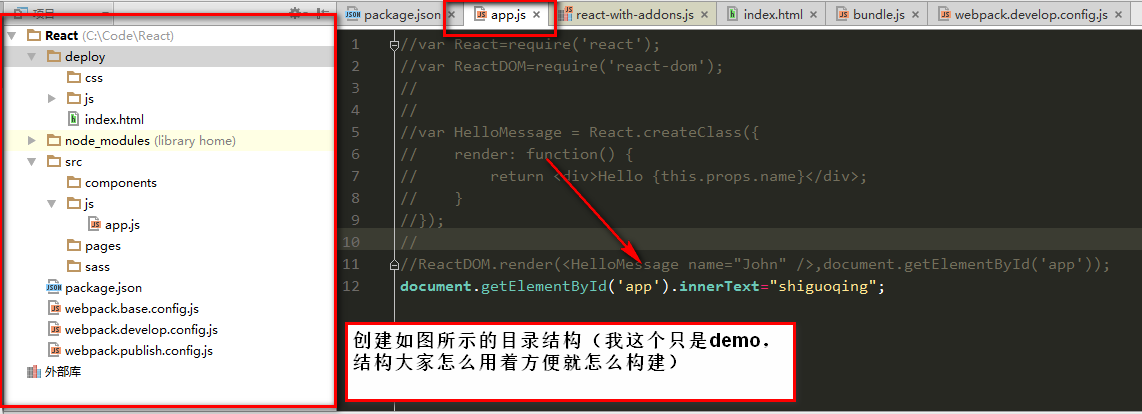 项目
package.json
app.js
react-with-addons.js
index.html
bundle.js
webpack.develop.config.js
React (C:\Code\React)
deploy
css
js
index.html
node_modules (library home)
src
components
js
app.js
pages
sass
package.json
webpack.base.config.js
webpack.develop.config.js
webpack.publish.config.js
外部库
1 //var React=require('react');
2 //var ReactDOM=require('react-dom');
3 //
4 //
5 //var HelloMessage = React.createClass({
6 //    render: function() {
7 //        return <div>Hello {this.props.name}</div>;
8 //    }
9 //});
10 //
11 //ReactDOM.render(<HelloMessage name="John" />,document.getElementById('app'));
12 document.getElementById('app').innerText="shiguoqing";
创建如图所示的目录结构（我这个只是demo，
结构大家怎么用着方便就怎么构建）